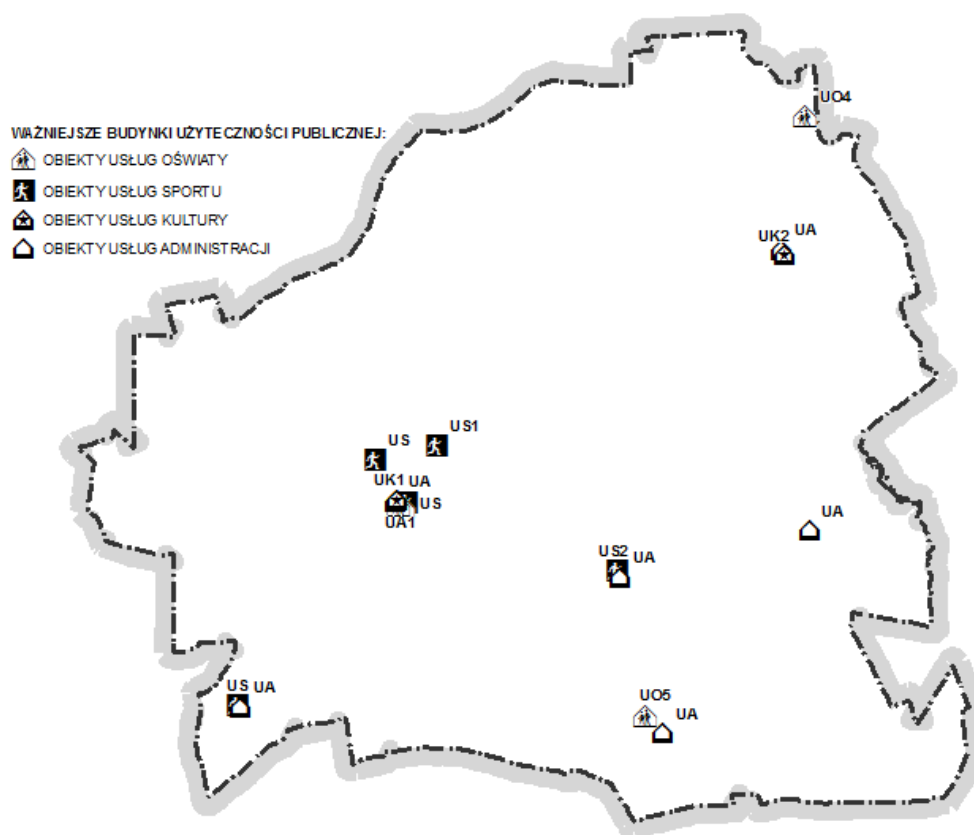 WAŻNIEJSZE BUDYNKI UŻYTECZNOŚCI PUBLICZNEJ:
OBIEKTY USŁUG OŚWIATY
OBIEKTY USŁUG SPORTU
OBIEKTY USŁUG KULTURY
OBIEKTY USŁUG ADMINISTRACJI
UO4
UK2 UA
US1
US
UK1 UA
US
UA1
UA
US2 UA
US UA
UO5
UA